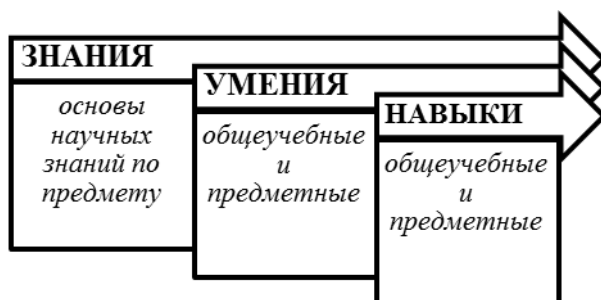 ЗНАНИЯ
основы
научных
знаний по
предмету
УМЕНИЯ
общеучебные
и
предметные
НАВЫКИ
общеучебные
и
предметные